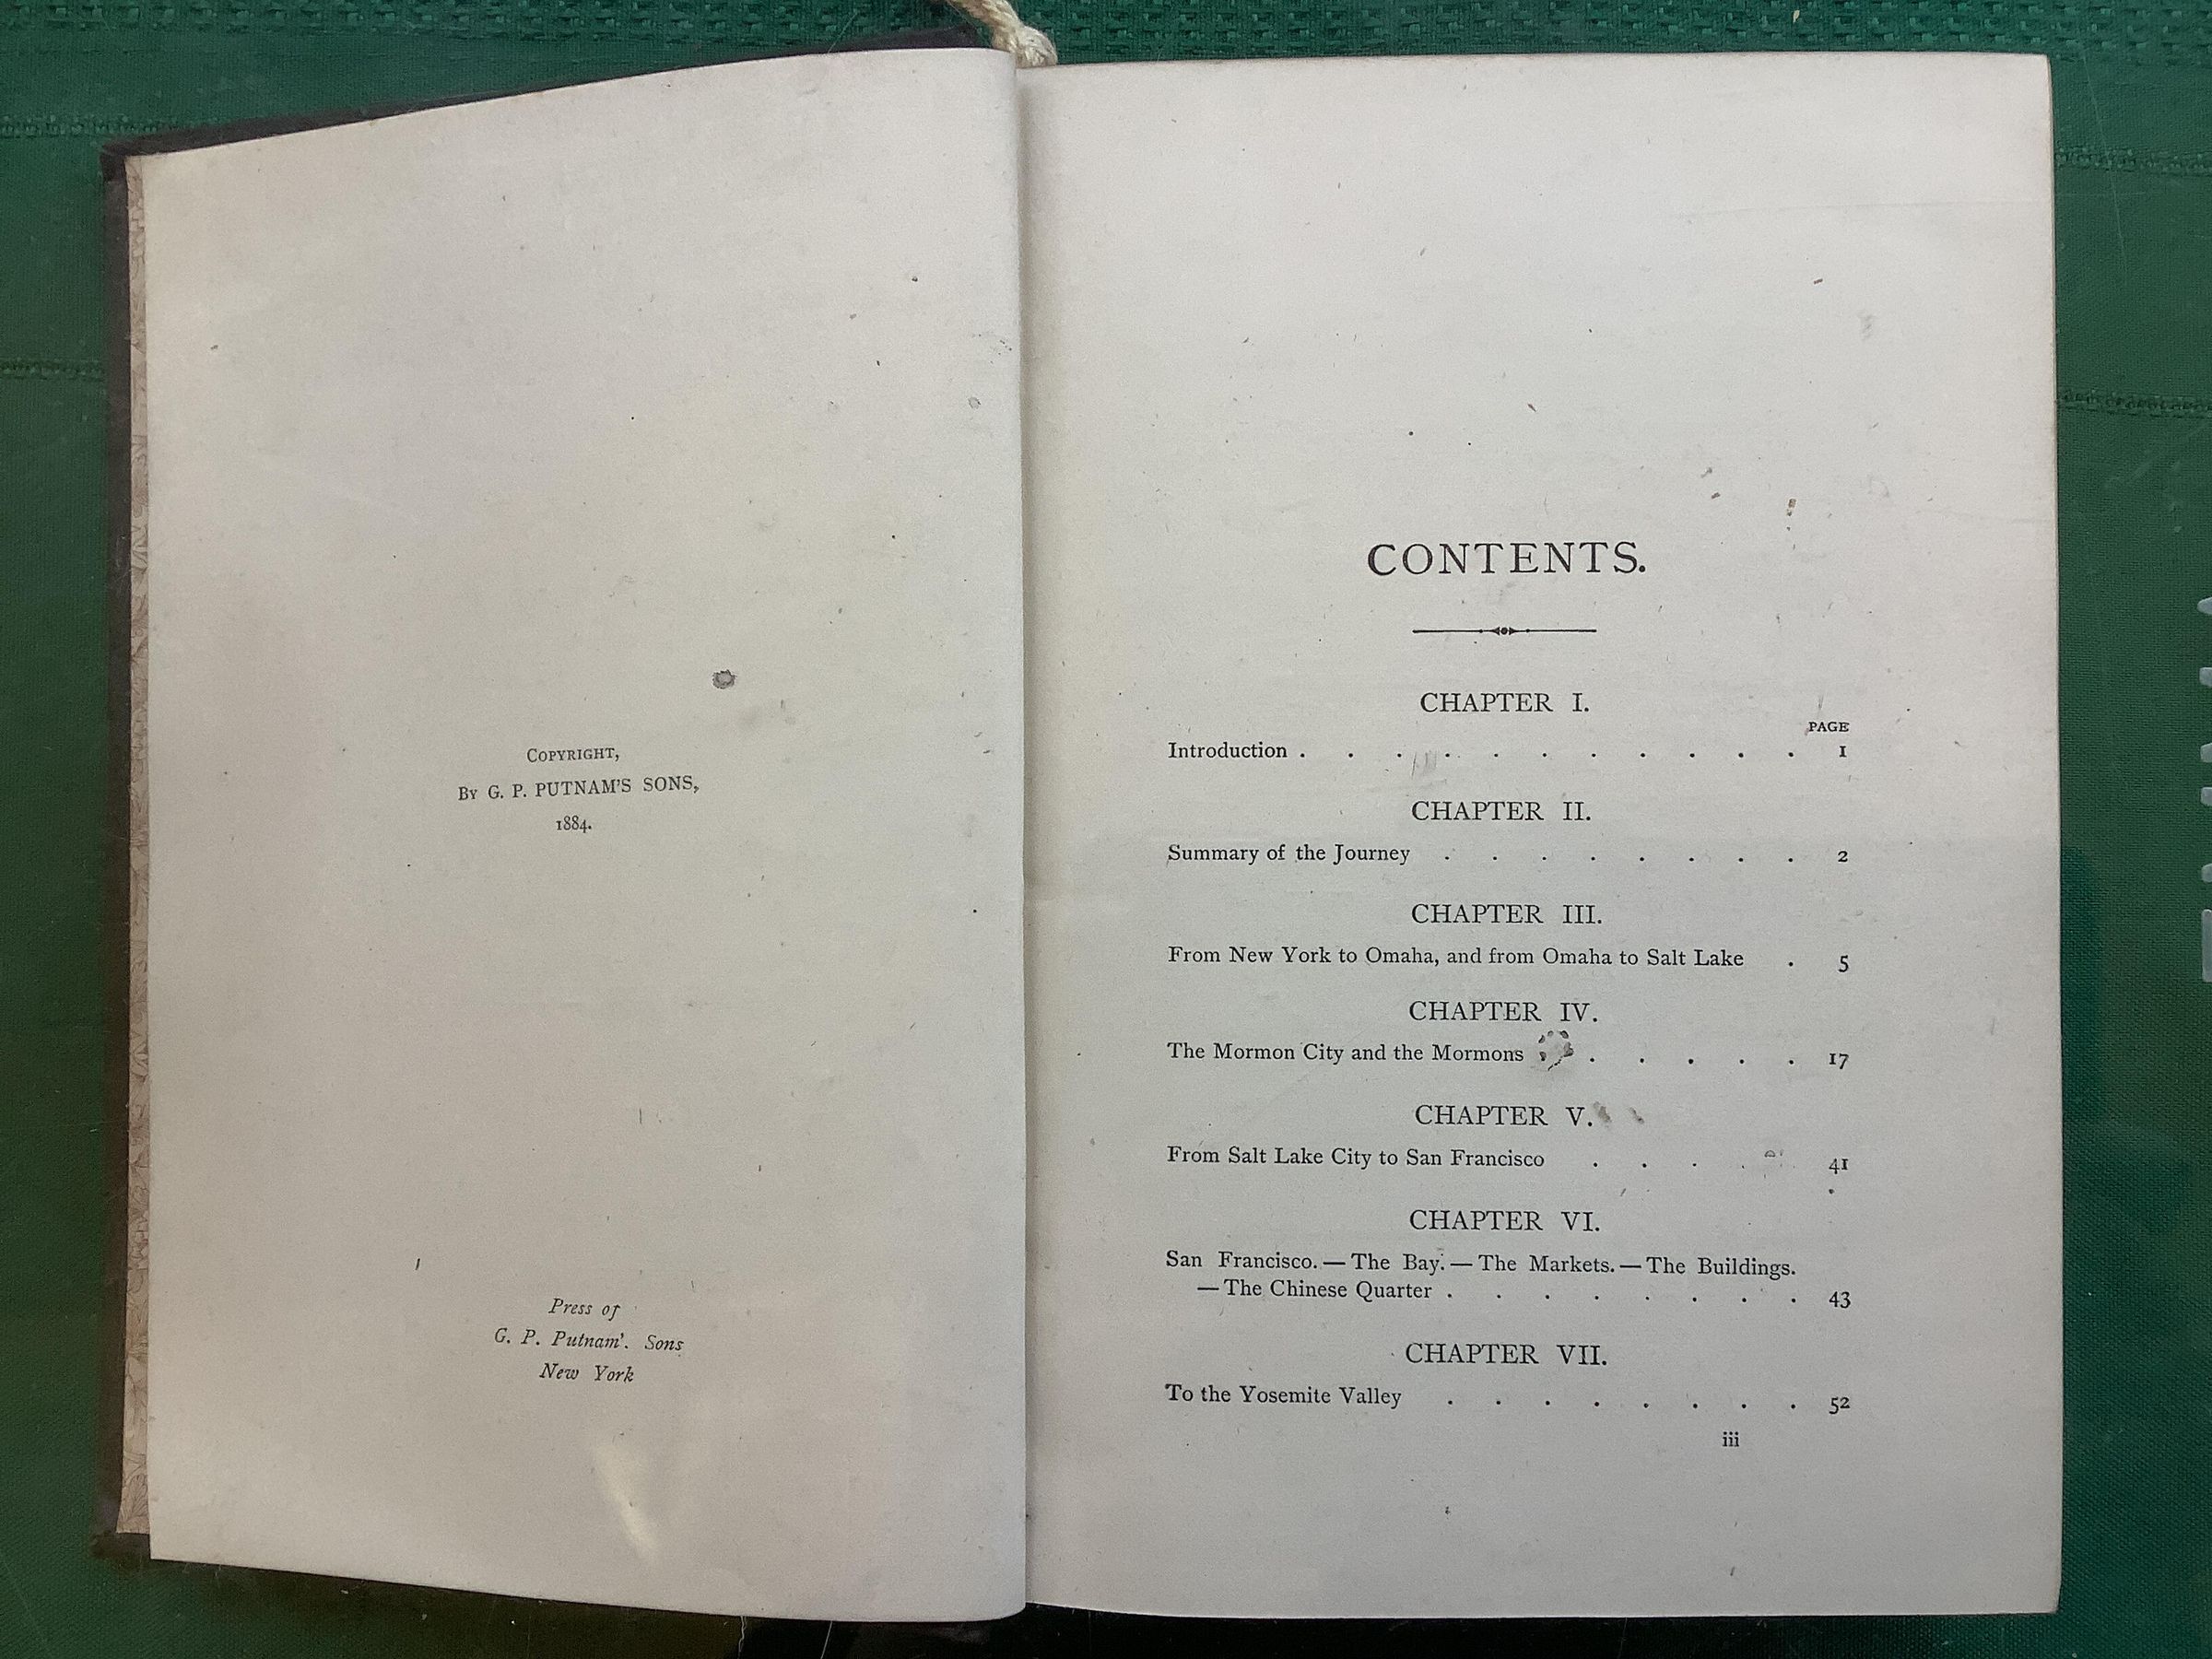 COPYRIGHT,
BY G. P. PUTNAM'S SONS,
1884.
Press of
G. P. Putnam'. Sons
New York
CONTENTS.
CHAPTER I.
PAGE
Introduction . . . . . . . . . . . 1
CHAPTER II.
Summary of the Journey . . . . . . . . 2
CHAPTER III.
From New York to Omaha, and from Omaha to Salt Lake . 5
CHAPTER IV.
The Mormon City and the Mormons . . . . . 17
CHAPTER V.
From Salt Lake City to San Francisco . . . . 41
CHAPTER VI.
San Francisco.—The Bay.—The Markets.—The Buildings.
—The Chinese Quarter . . . . . . . . 43
CHAPTER VII.
To the Yosemite Valley . . . . . . . . 52
iii